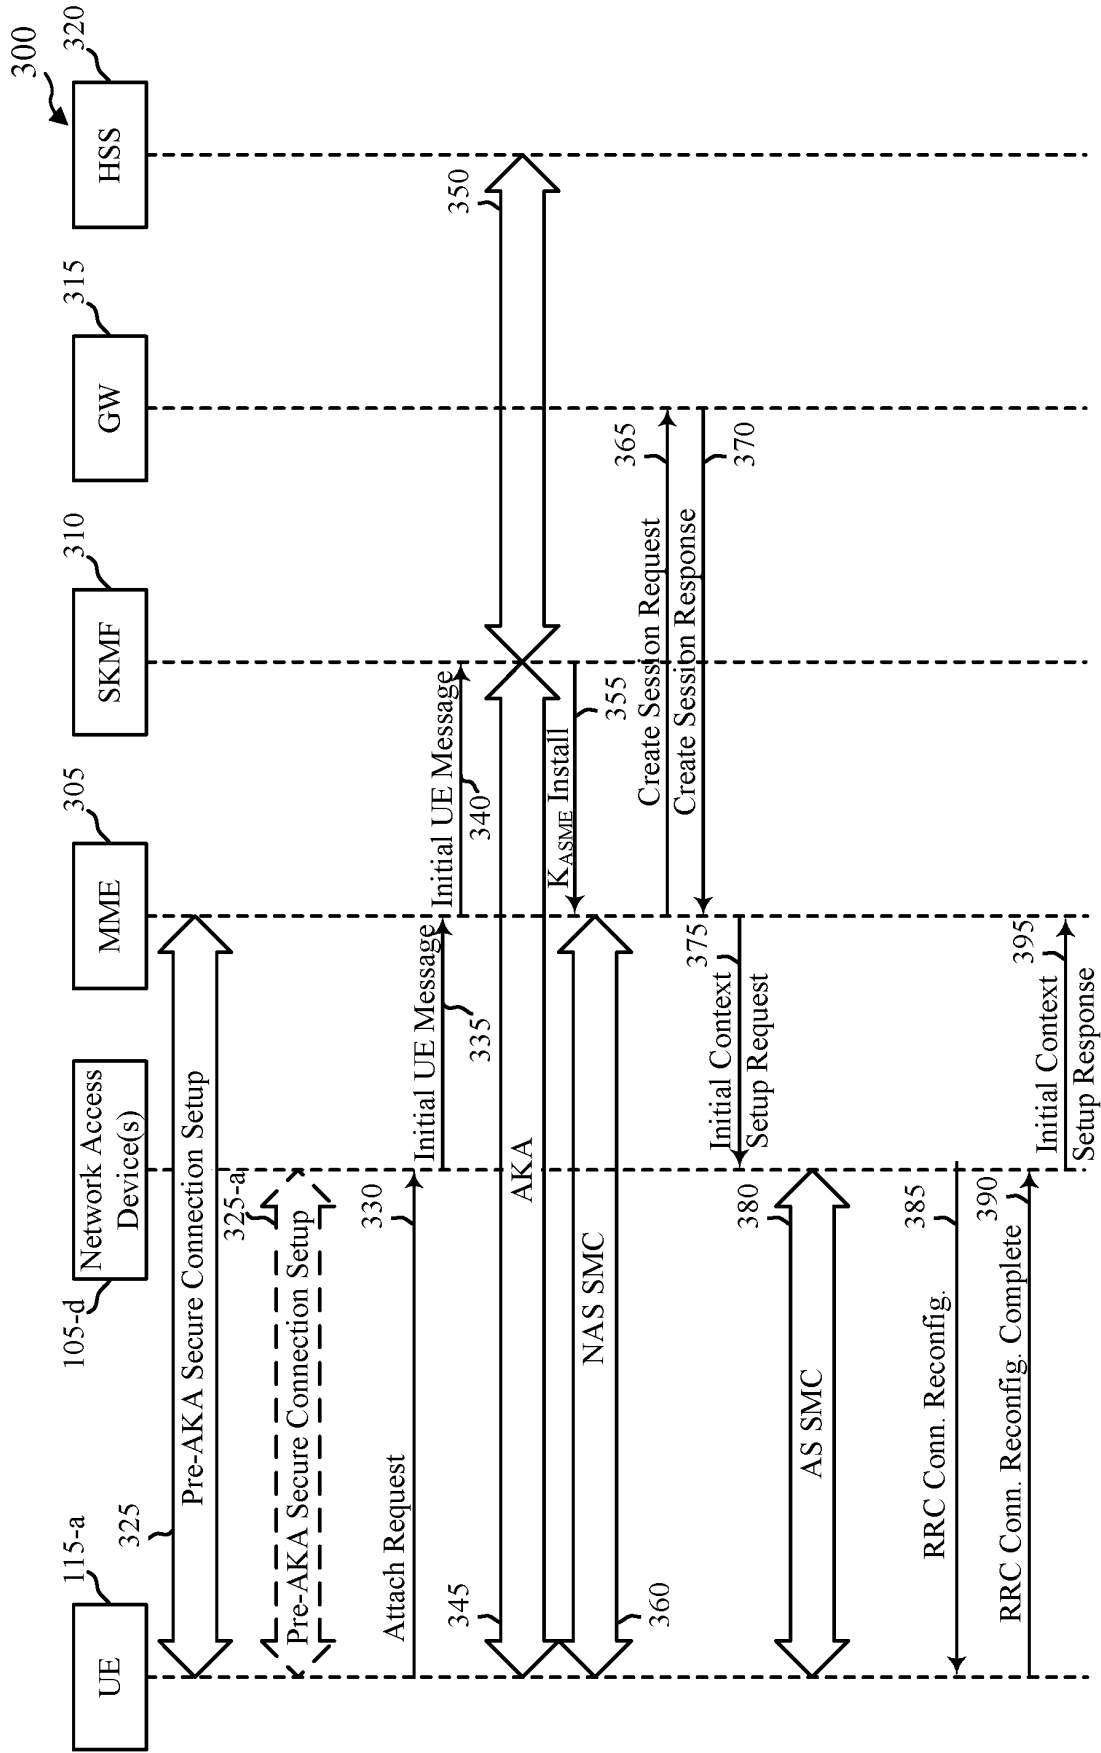 300
115-a
105-d
305
310
315
320
UE
Network Access
Device(s)
MME
SKMF
GW
HSS
325
Pre-AKA Secure Connection Setup
325-a
Pre-AKA Secure Connection Setup
330
Attach Request
Initial UE Message
335
Initial UE Message
340
345
350
AKA
KASME Install
355
NAS SMC
360
Create Session Request
365
Create Session Response
370
375
Initial Context
Setup Request
380
AS SMC
385
RRC Conn. Reconfig.
390
RRC Conn. Reconfig. Complete
395
Initial Context
Setup Response